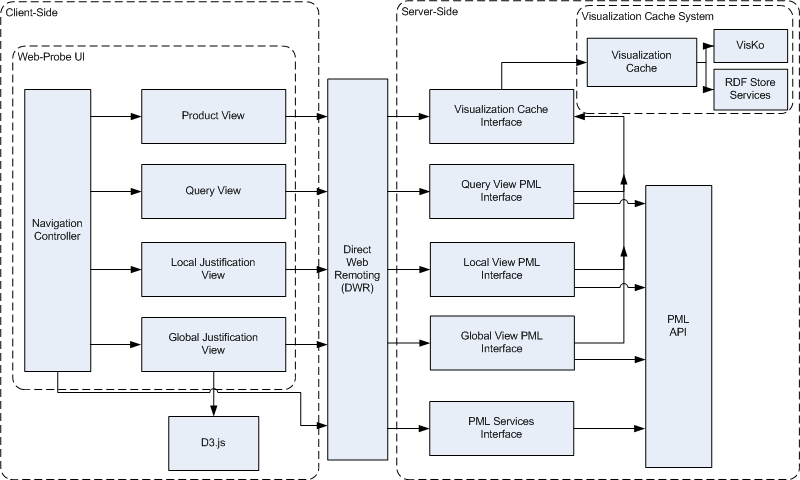 Client-Side
Web-Probe UI
Navigation
Controller
Product View
Query View
Local Justification
View
Global Justification
View
D3.js
Direct
Web
Remoting
(DWR)
Server-Side
Visualization Cache
Interface
Query View PML
Interface
Local View PML
Interface
Global View PML
Interface
PML Services
Interface
Visualization Cache System
Visualization
Cache
VisKo
RDF Store
Services
PML
API